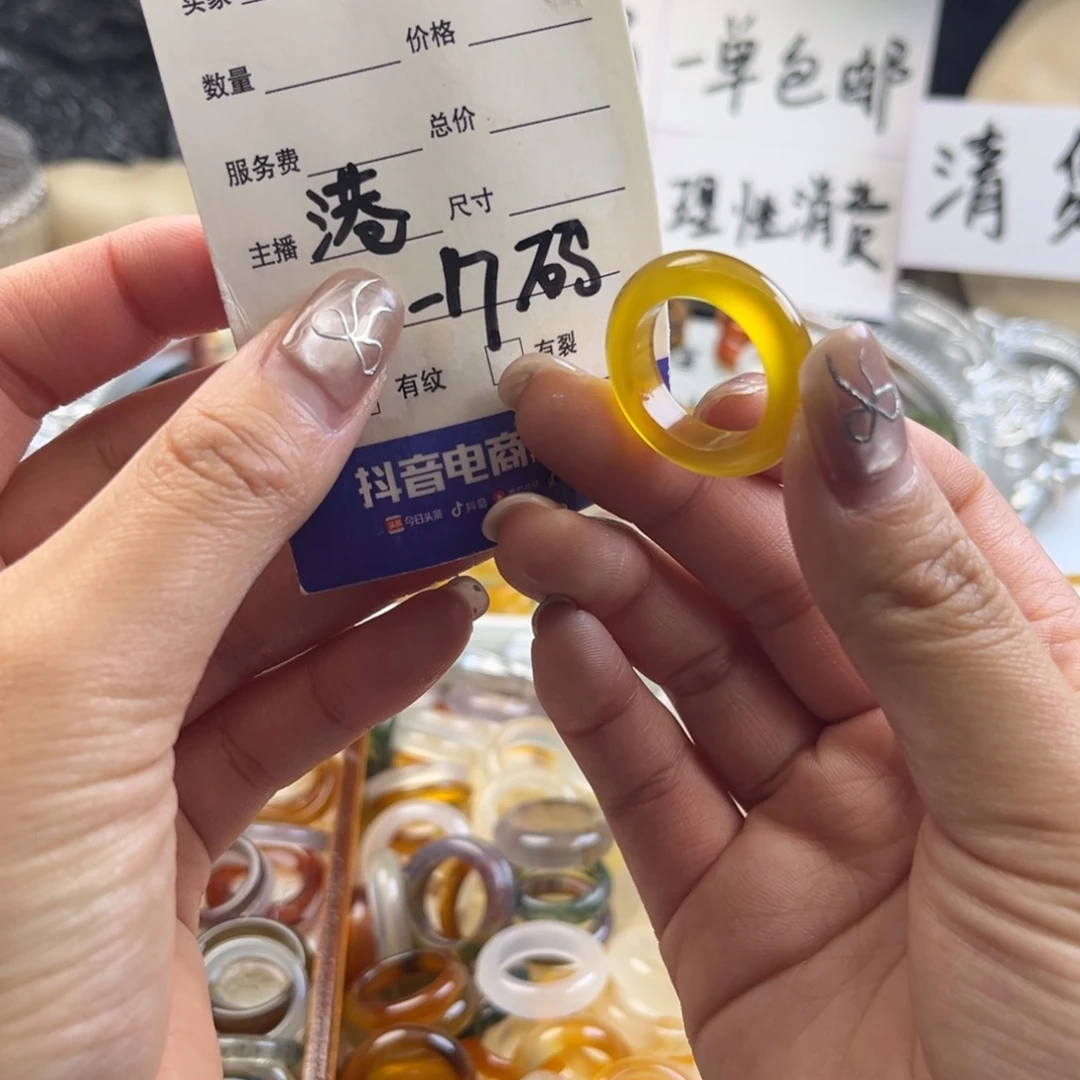 买家
价格
数量
总价
服务费
港
尺寸
主播
17码
有裂
有纹
抖音电商
今日头条 抖音
一单包邮
理性消费
清货